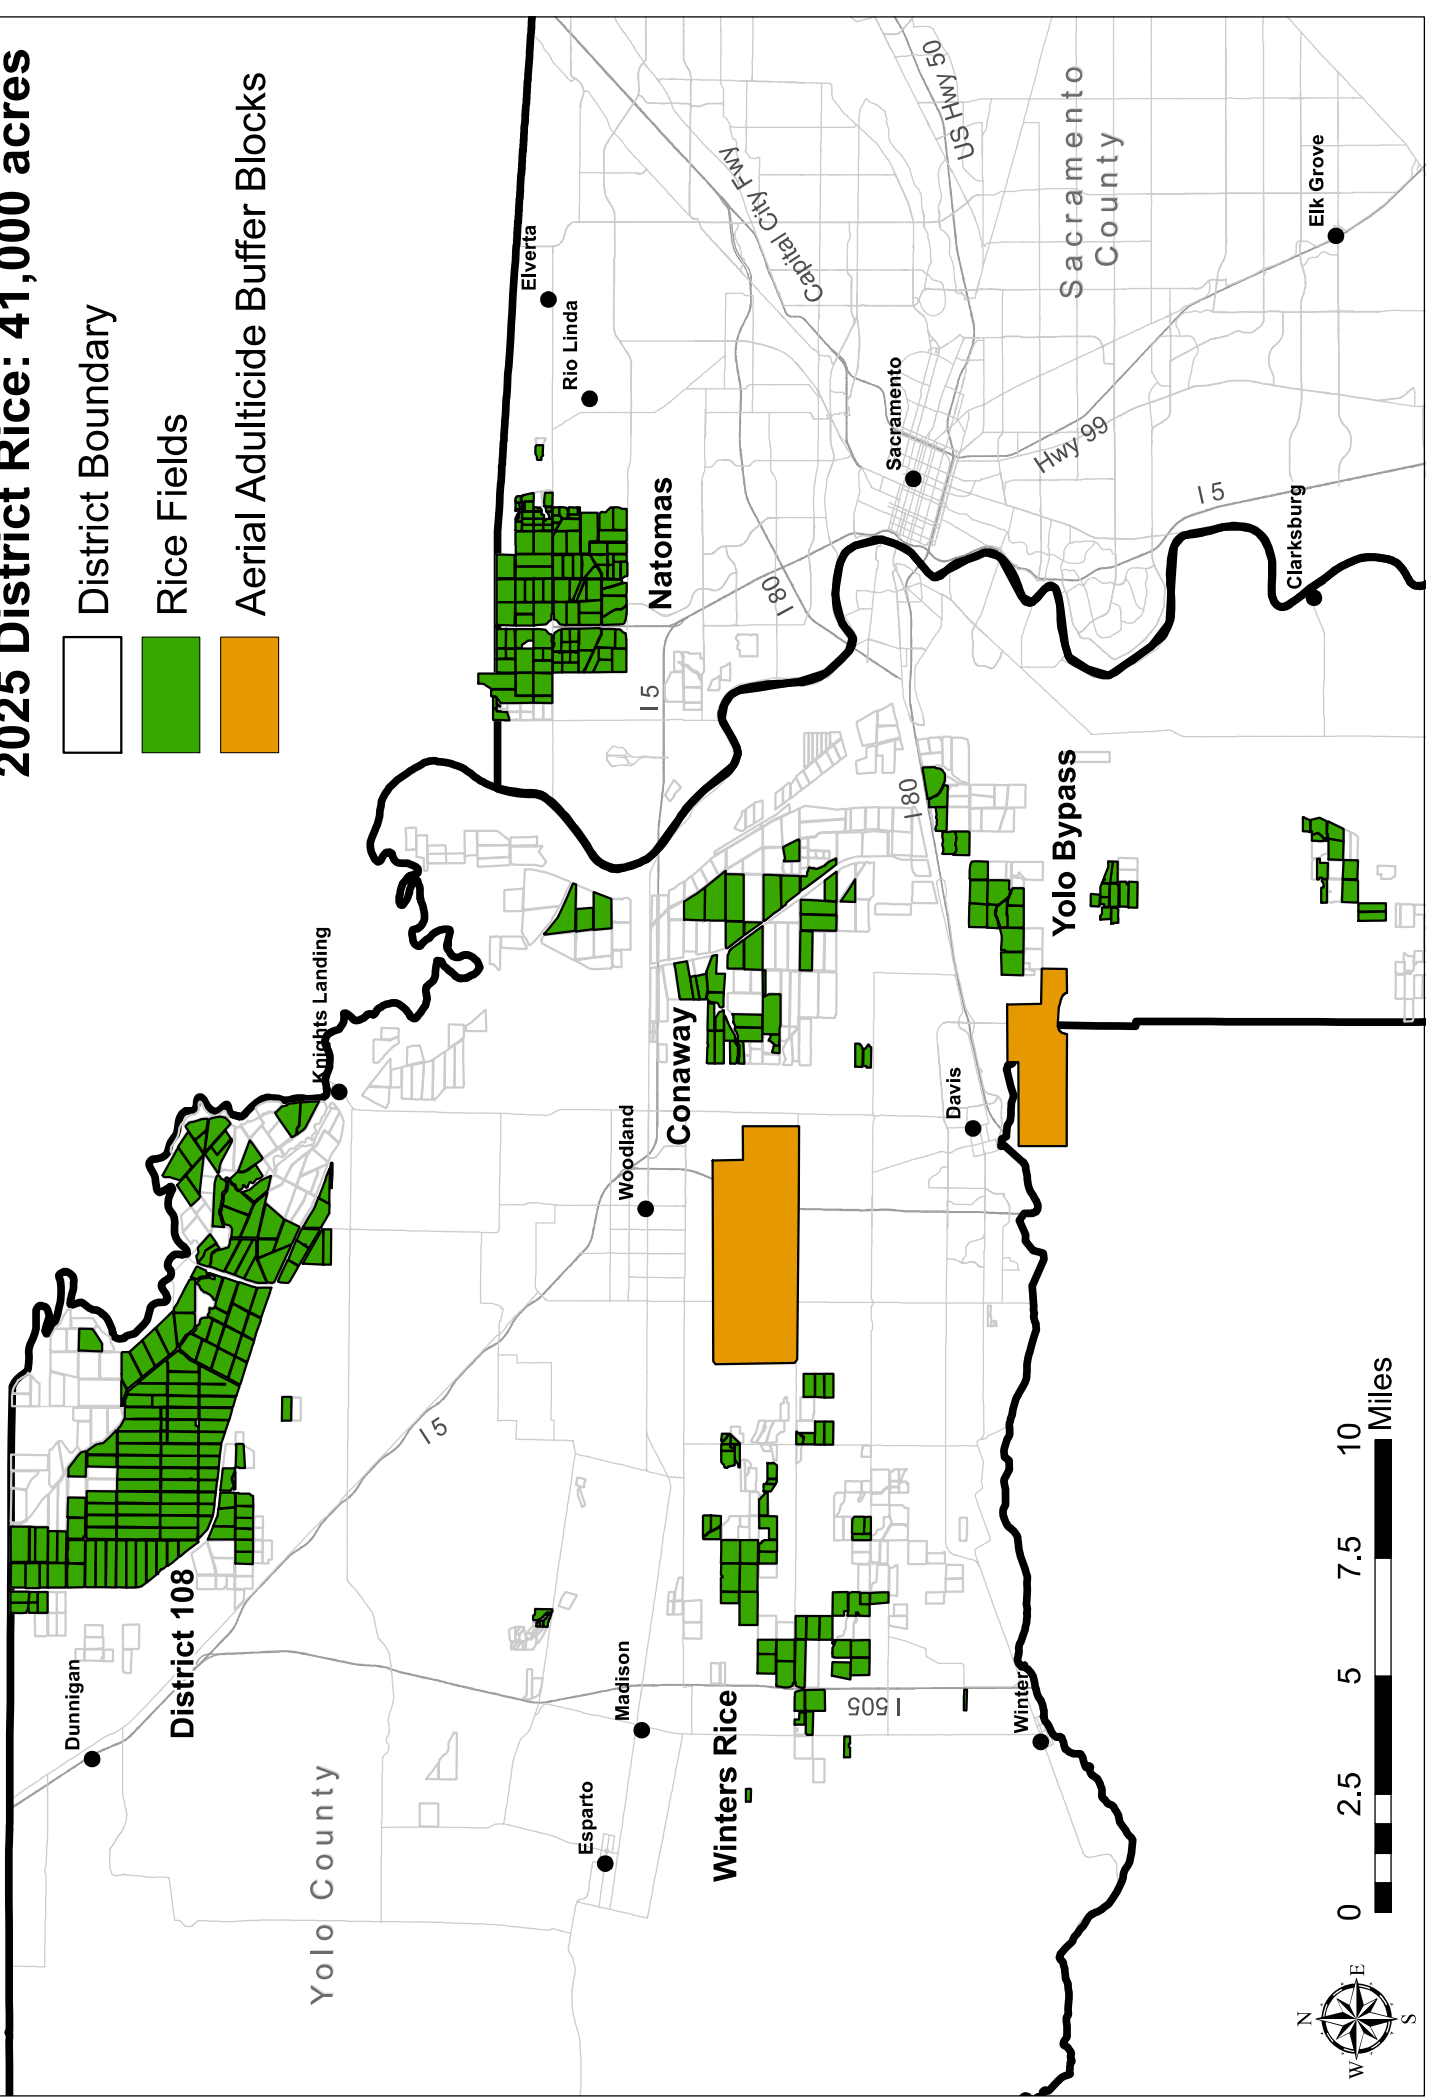 2025 District Rice: 41,000 acres
District Boundary
Rice Fields
Aerial Adulticide Buffer Blocks
Dunnigan
District 108
Knights Landing
Yolo County
I 5
Elverta
Rio Linda
Natomas
I 5
Esparto
Madison
Woodland
Conaway
Winters Rice
I 505
I 80
Capital City Fwy
US Hwy 50
Sacramento
Sacramento
County
Hwy 99
I 80
Davis
Yolo Bypass
Winters
I 5
Clarksburg
Elk Grove
N
W
E
S
0 2.5 5 7.5 10
Miles